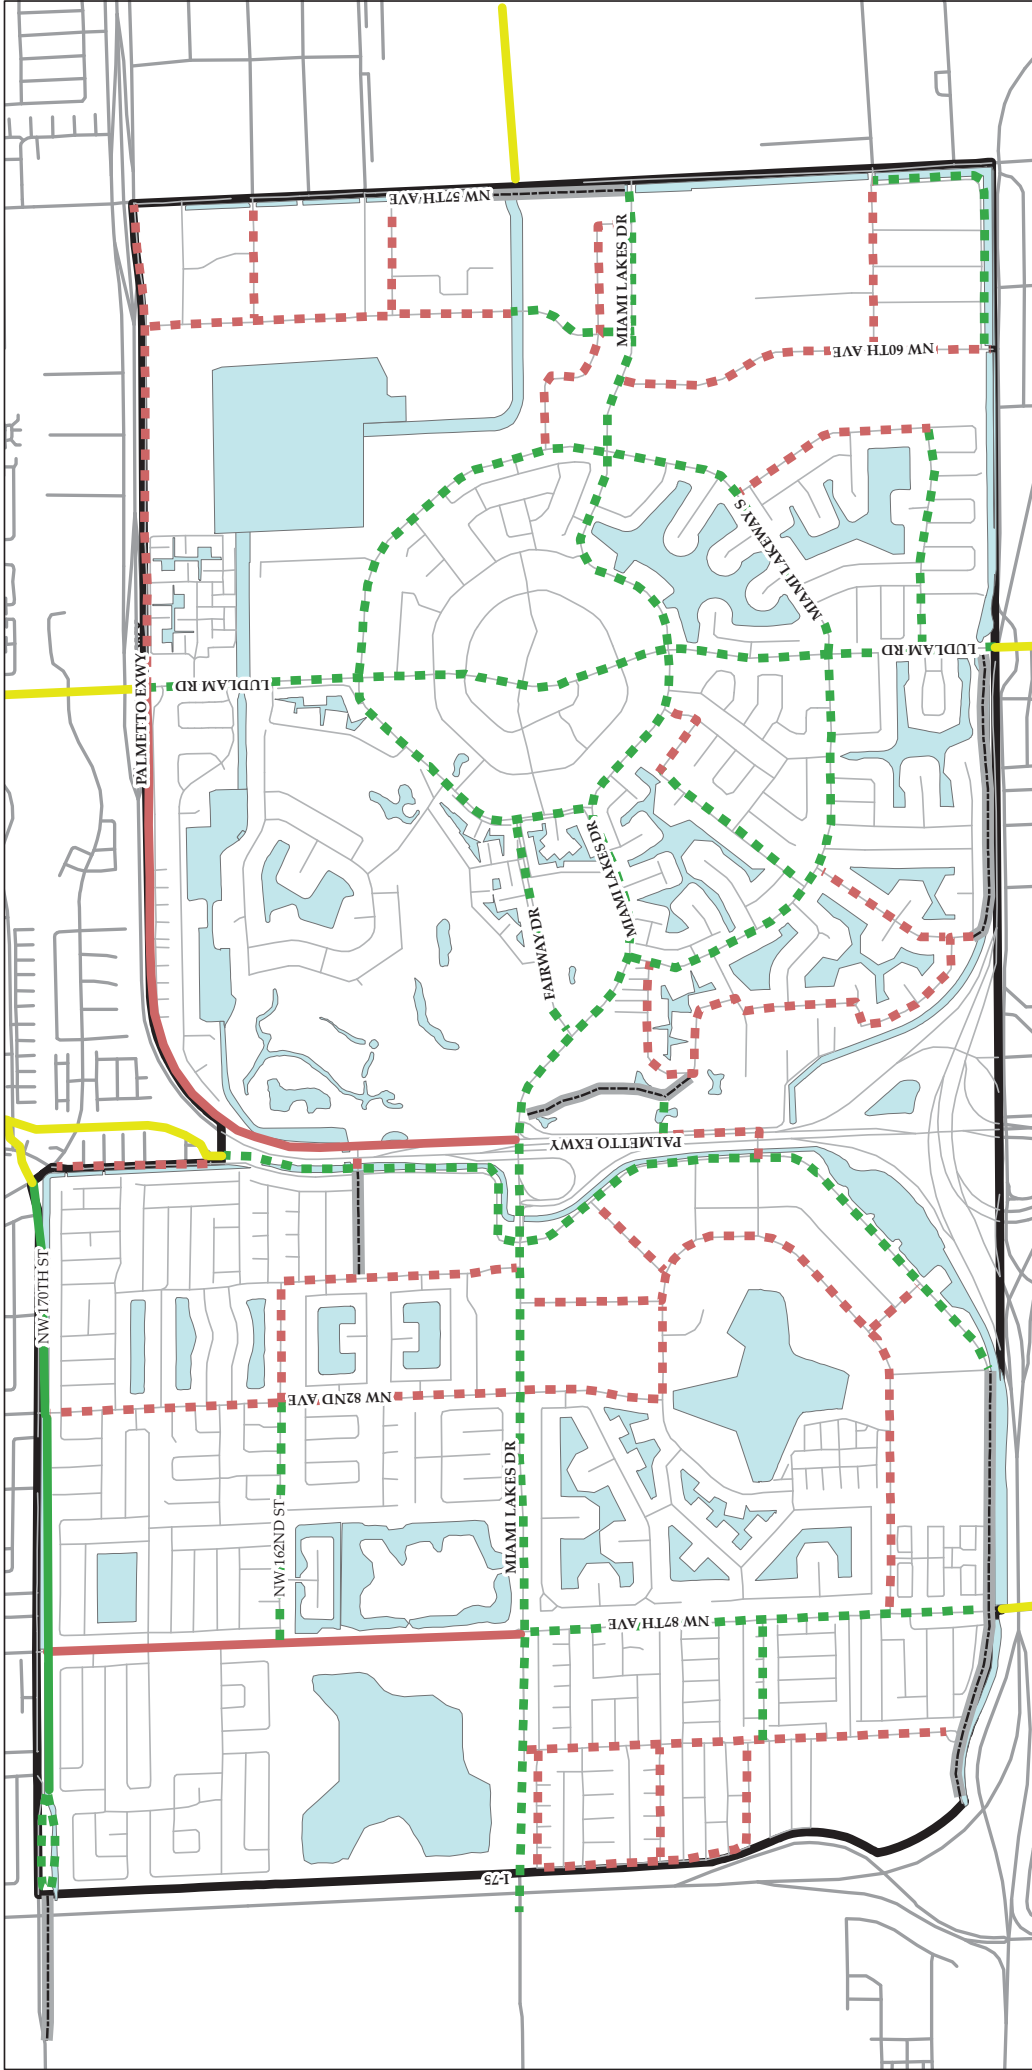 NW 57TH AVE
MIAMI LAKES DR
NW 60TH AVE
MIAMI LAKEWAY S
LUDLAM RD
LUDLAM RD
PALMETTO EXWY
MIAMI LAKES DR
FAIRWAY DR
PALMETTO EXWY
NW 170TH ST
NW 82ND AVE
MIAMI LAKES DR
NW 162ND ST
NW 87TH AVE
I-75